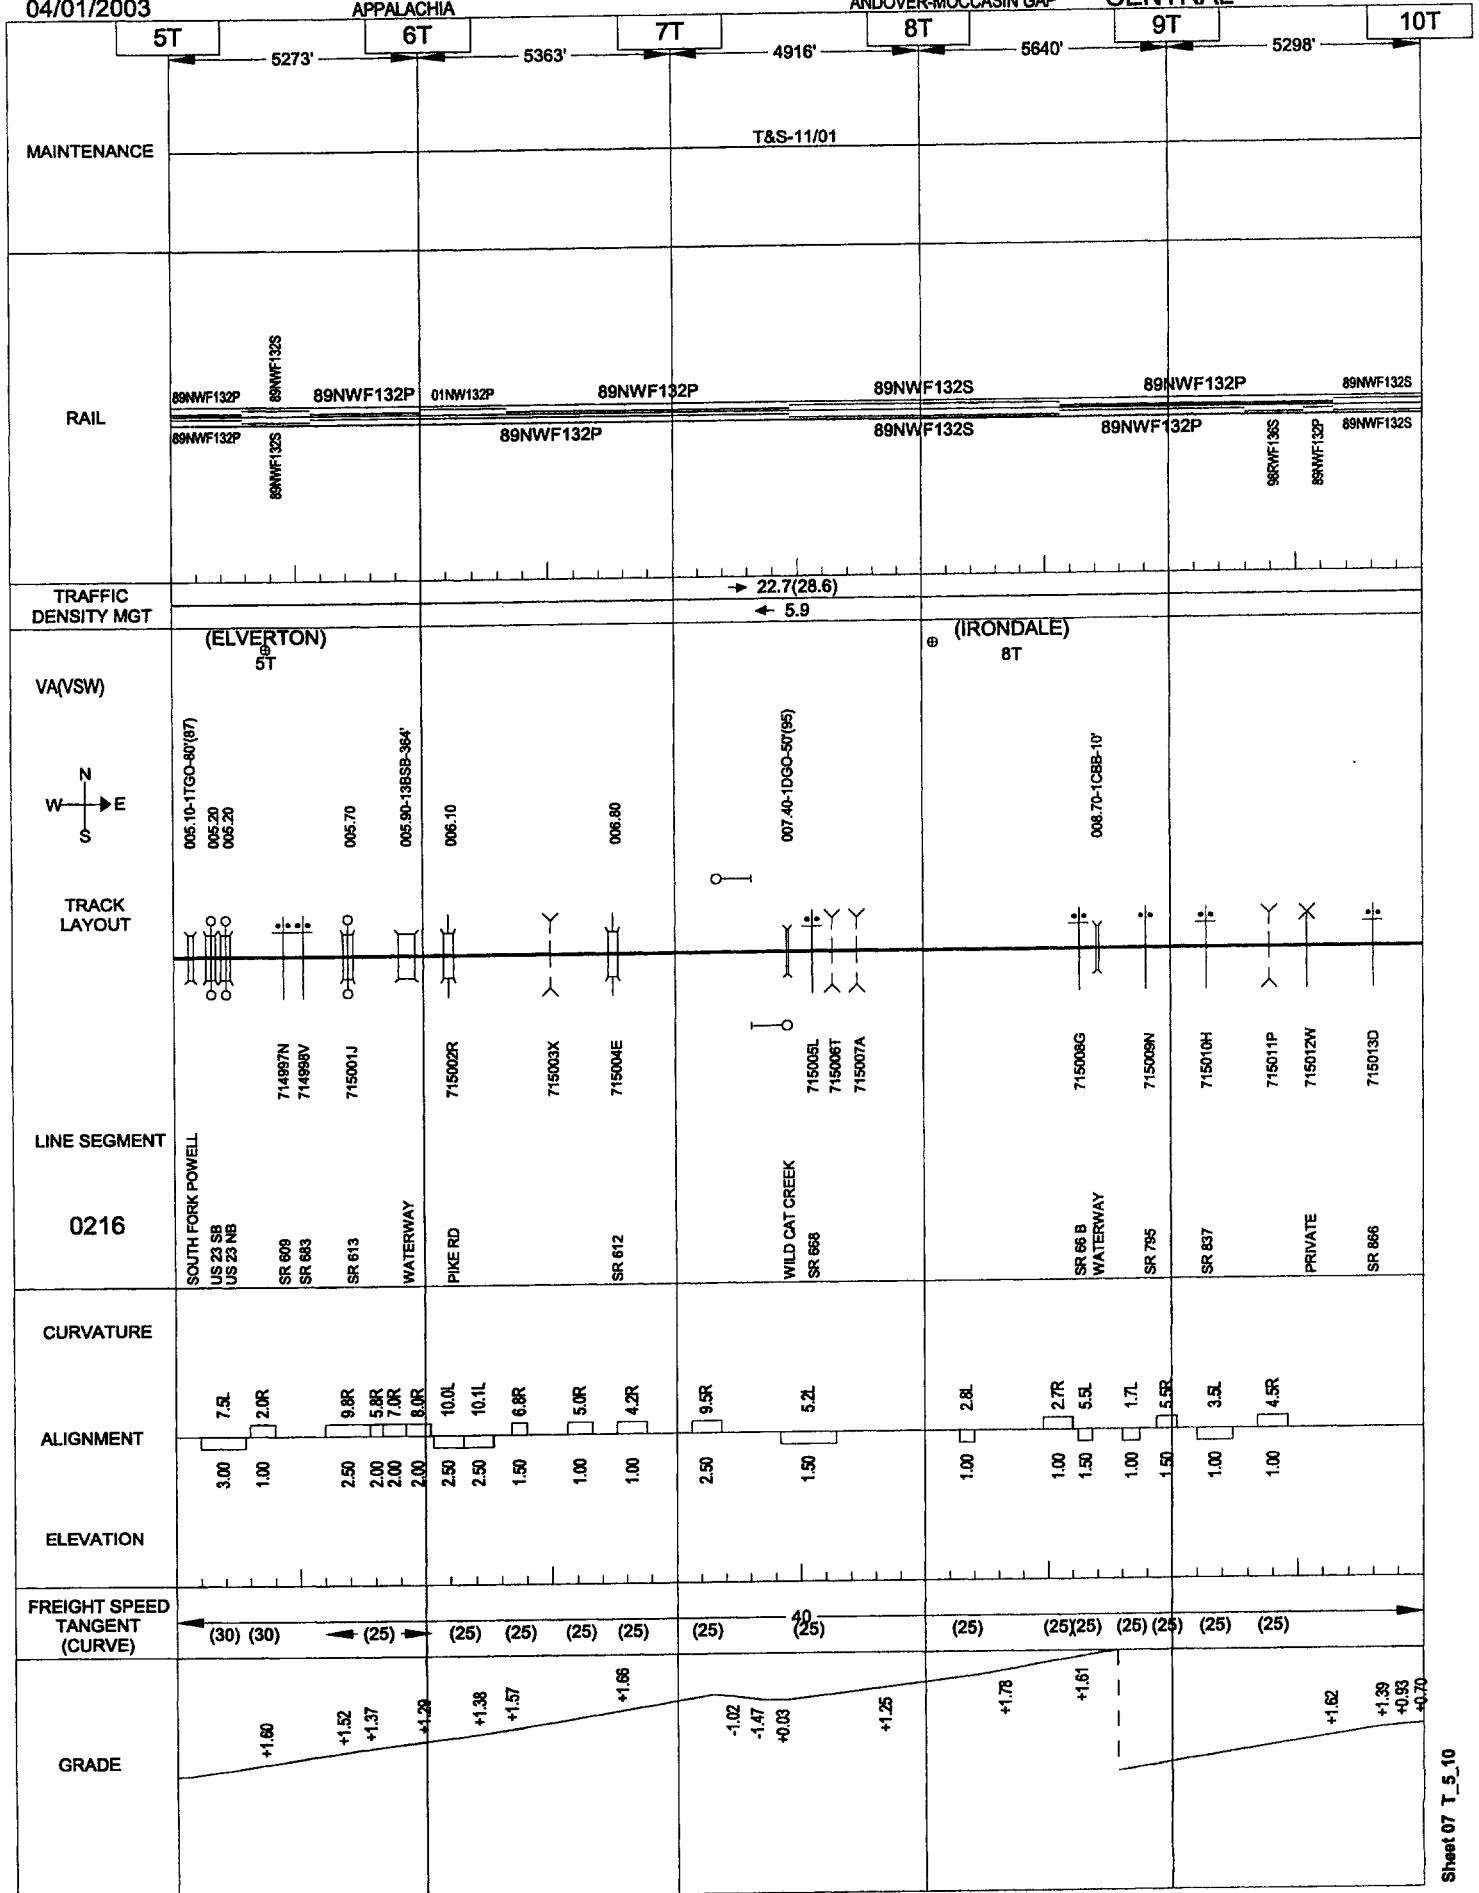 04/01/2003
APPALACHIA
ANDOVER-MOCCASIN GAP
CENTRAL
5T 6T 7T 8T 9T 10T
5273' 5363' 4916' 5640' 5298'
MAINTENANCE
T&S-11/01
RAIL
89NWF132P 89NWF132S 89NWF132P 01NW132P 89NWF132P 89NWF132S 89NWF132P 89NWF132S
89NWF132P 89NWF132S 89NWF132P 89NWF132S 89NWF132P 98RWF136S 89NWF132P 89NWF132S
TRAFFIC
DENSITY MGT
→ 22.7(28.6)
← 5.9
(ELVERTON)
5T
(IRONDALE)
8T
VA(VSW)
N
W E
S
005.10-1TGO-80'(87)
005.20
005.20
005.70
005.90-13BSB-364'
006.10
006.80
007.40-1DGO-50'(95)
008.70-1CBB-10'
TRACK
LAYOUT
714997N
714998V
715001J
715002R
715003X
715004E
715005L
715006T
715007A
715008G
715009N
715010H
715011P
715012W
715013D
LINE SEGMENT
0216
SOUTH FORK POWELL
US 23 SB
US 23 NB
SR 609
SR 683
SR 613
WATERWAY
PIKE RD
SR 612
WILD CAT CREEK
SR 668
SR 66 B
WATERWAY
SR 795
SR 837
PRIVATE
SR 866
CURVATURE
7.5L 2.0R 9.8R 5.8R 7.0R 8.0R 10.0L 10.1L 6.8R 5.0R 4.2R 9.5R 5.2L 2.8L 2.7R 5.5L 1.7L 5.5R 3.5L 4.5R
ALIGNMENT
3.00 1.00 2.50 2.00 2.00 2.00 2.50 2.50 1.50 1.00 1.00 2.50 1.50 1.00 1.00 1.50 1.00 1.50 1.00 1.00
ELEVATION
FREIGHT SPEED
TANGENT
(CURVE)
40
(30) (30) (25) (25) (25) (25) (25) (25) (25) (25) (25) (25) (25) (25) (25) (25)
GRADE
+1.60 +1.52 +1.37 +1.29 +1.38 +1.57 +1.66 -1.02 -1.47 +0.03 +1.25 +1.78 +1.61 +1.62 +1.39 +0.93 +0.70
Sheet 07 T_5_10